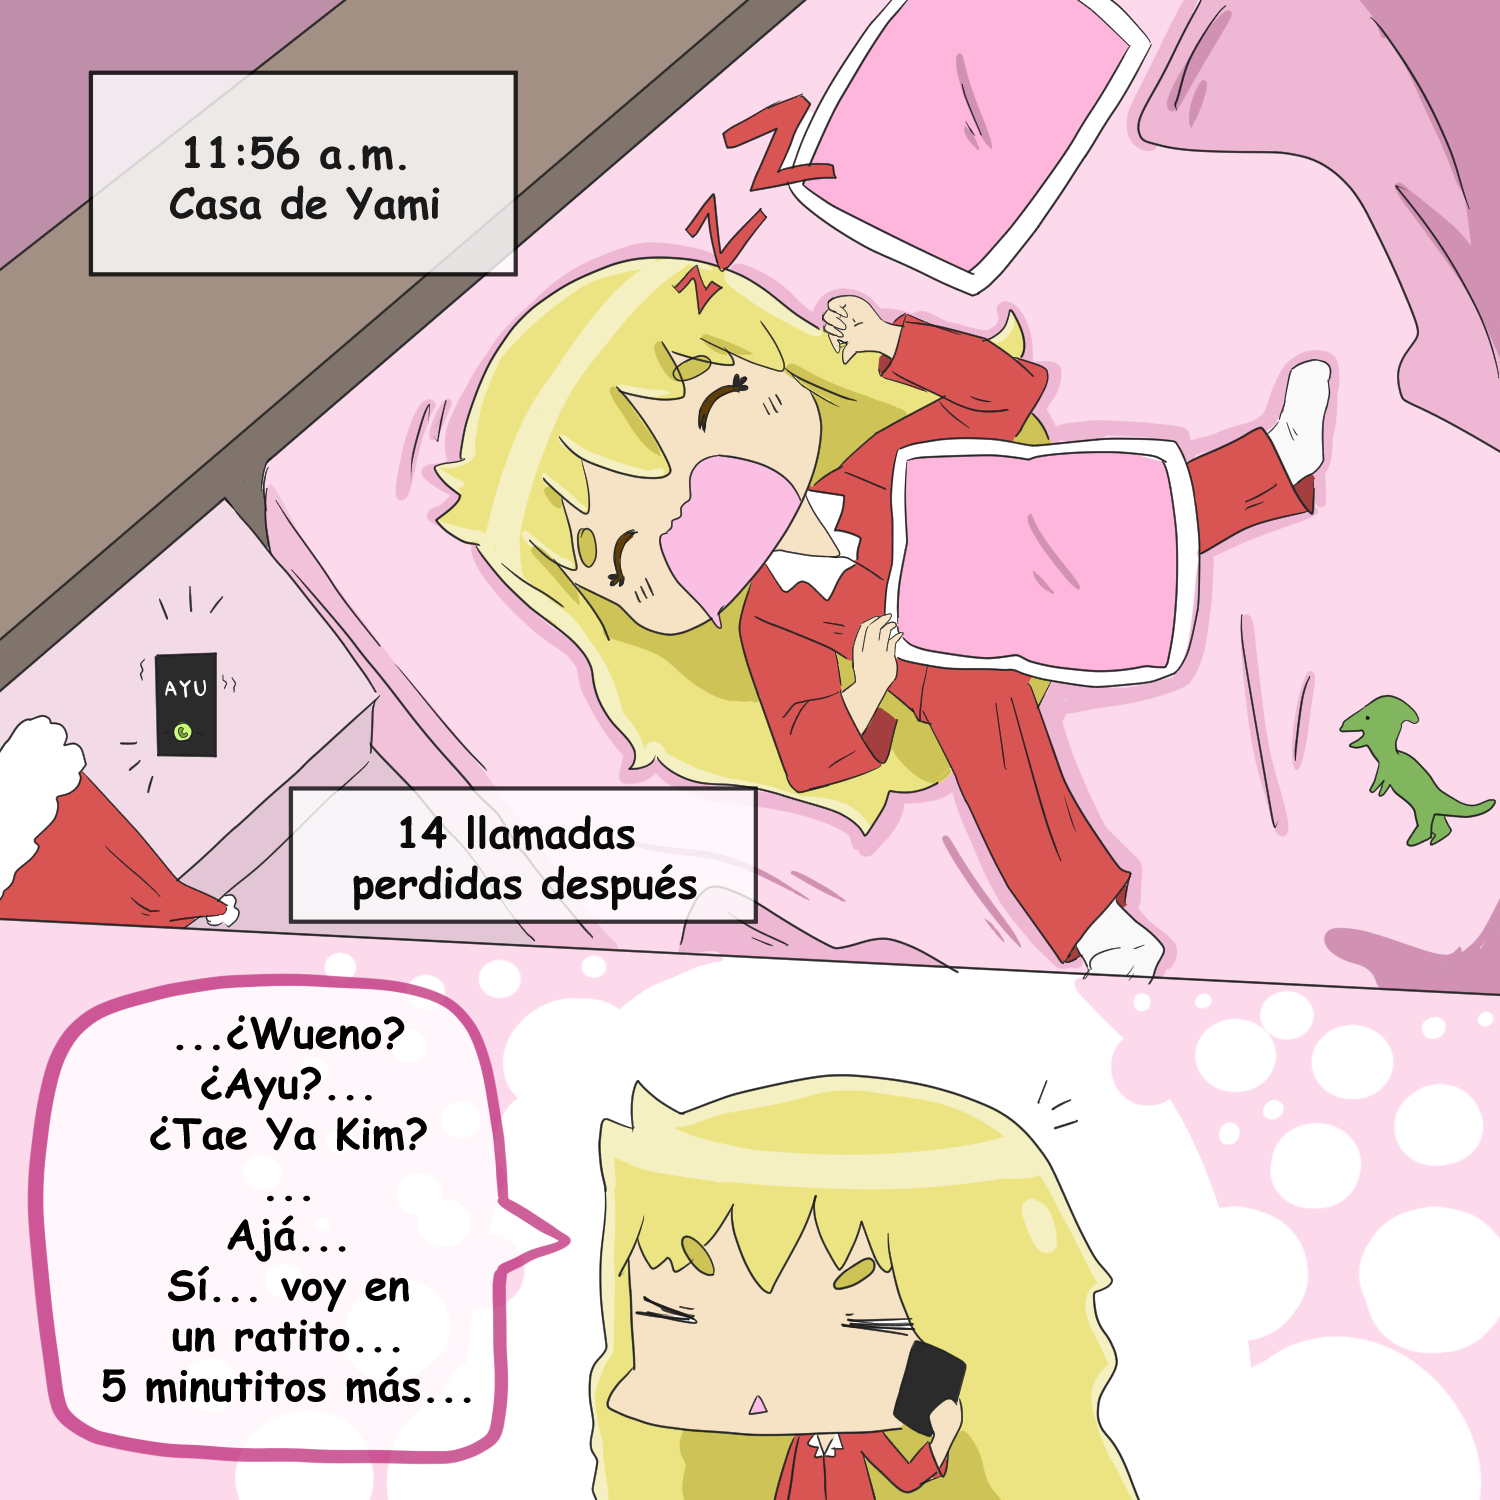 11:56 a.m.
Casa de Yami
Z
Z
Z
AYU
14 llamadas
perdidas después
...¿Wueno?
¿Ayu?...
¿Tae Ya Kim?
...
Ajá...
Sí... voy en
un ratito...
5 minutitos más...